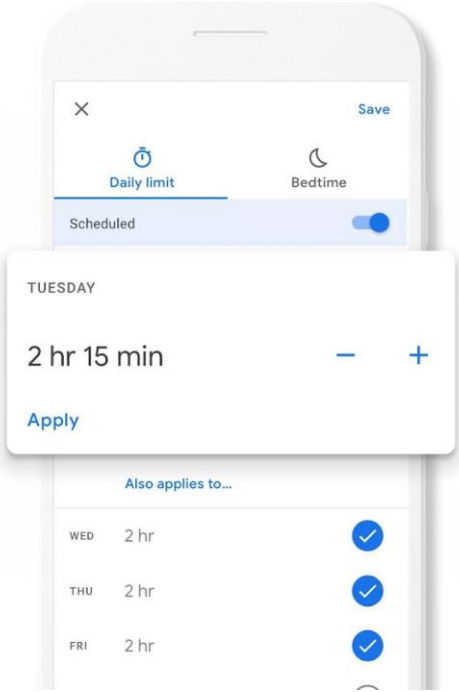 Save
Daily limit
Bedtime
Scheduled
TUESDAY
2 hr 15 min
Apply
Also applies to...
WED 2 hr
THU 2 hr
FRI 2 hr